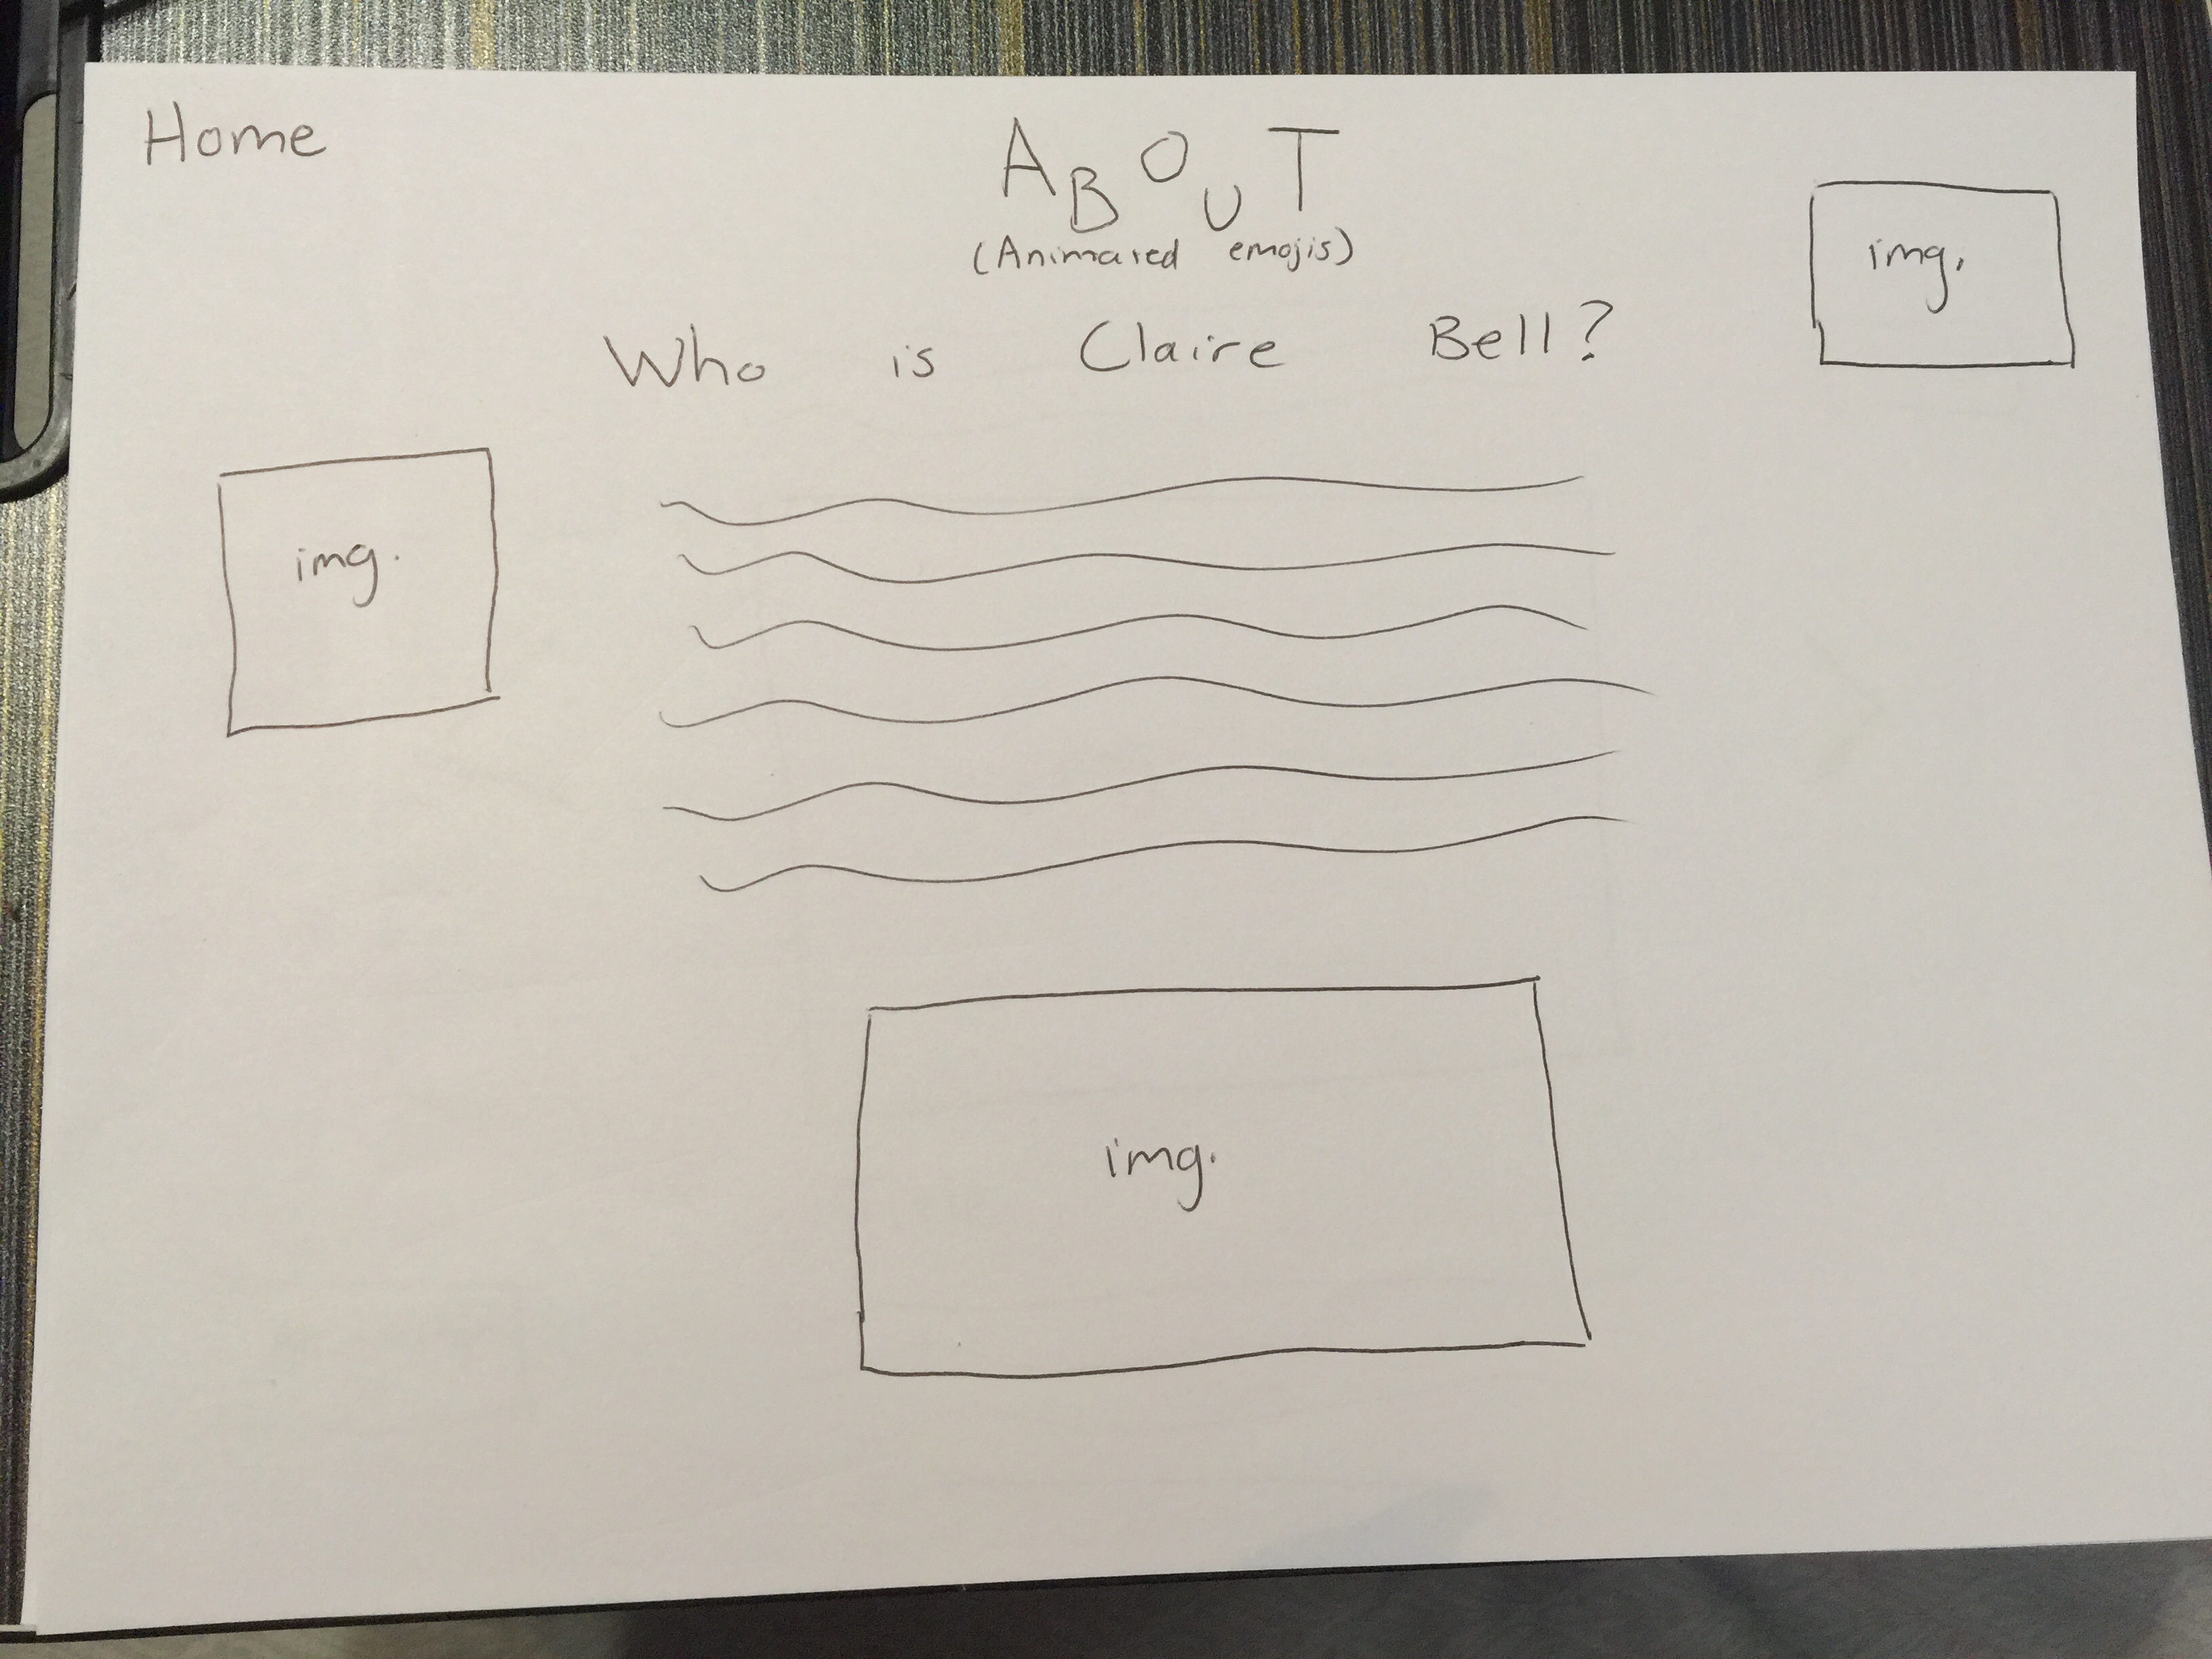 Home
ABOUT
(Animated emojis)
img.
Who is Claire Bell?
img.
img.